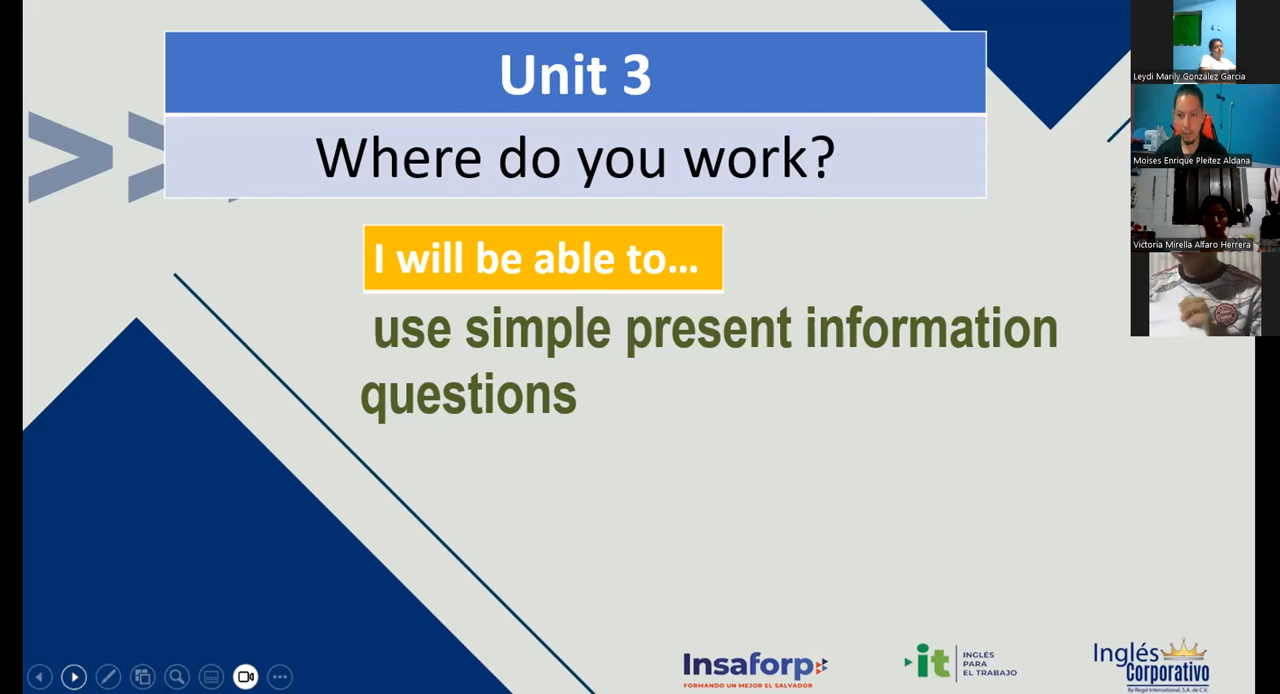 Unit 3
Where do you work?
I will be able to...
use simple present information
questions
Leydi Marily González Garcia
Moises Enrique Pleitez Aldana
Victoria Mirella Alfaro Herrera
Insaforp
FORMANDO UN MEJOR EL SALVADOR
it
INGLÉS
PARA
EL TRABAJO
Inglés
Corporativo
By Regal International, S.A. de C.V.